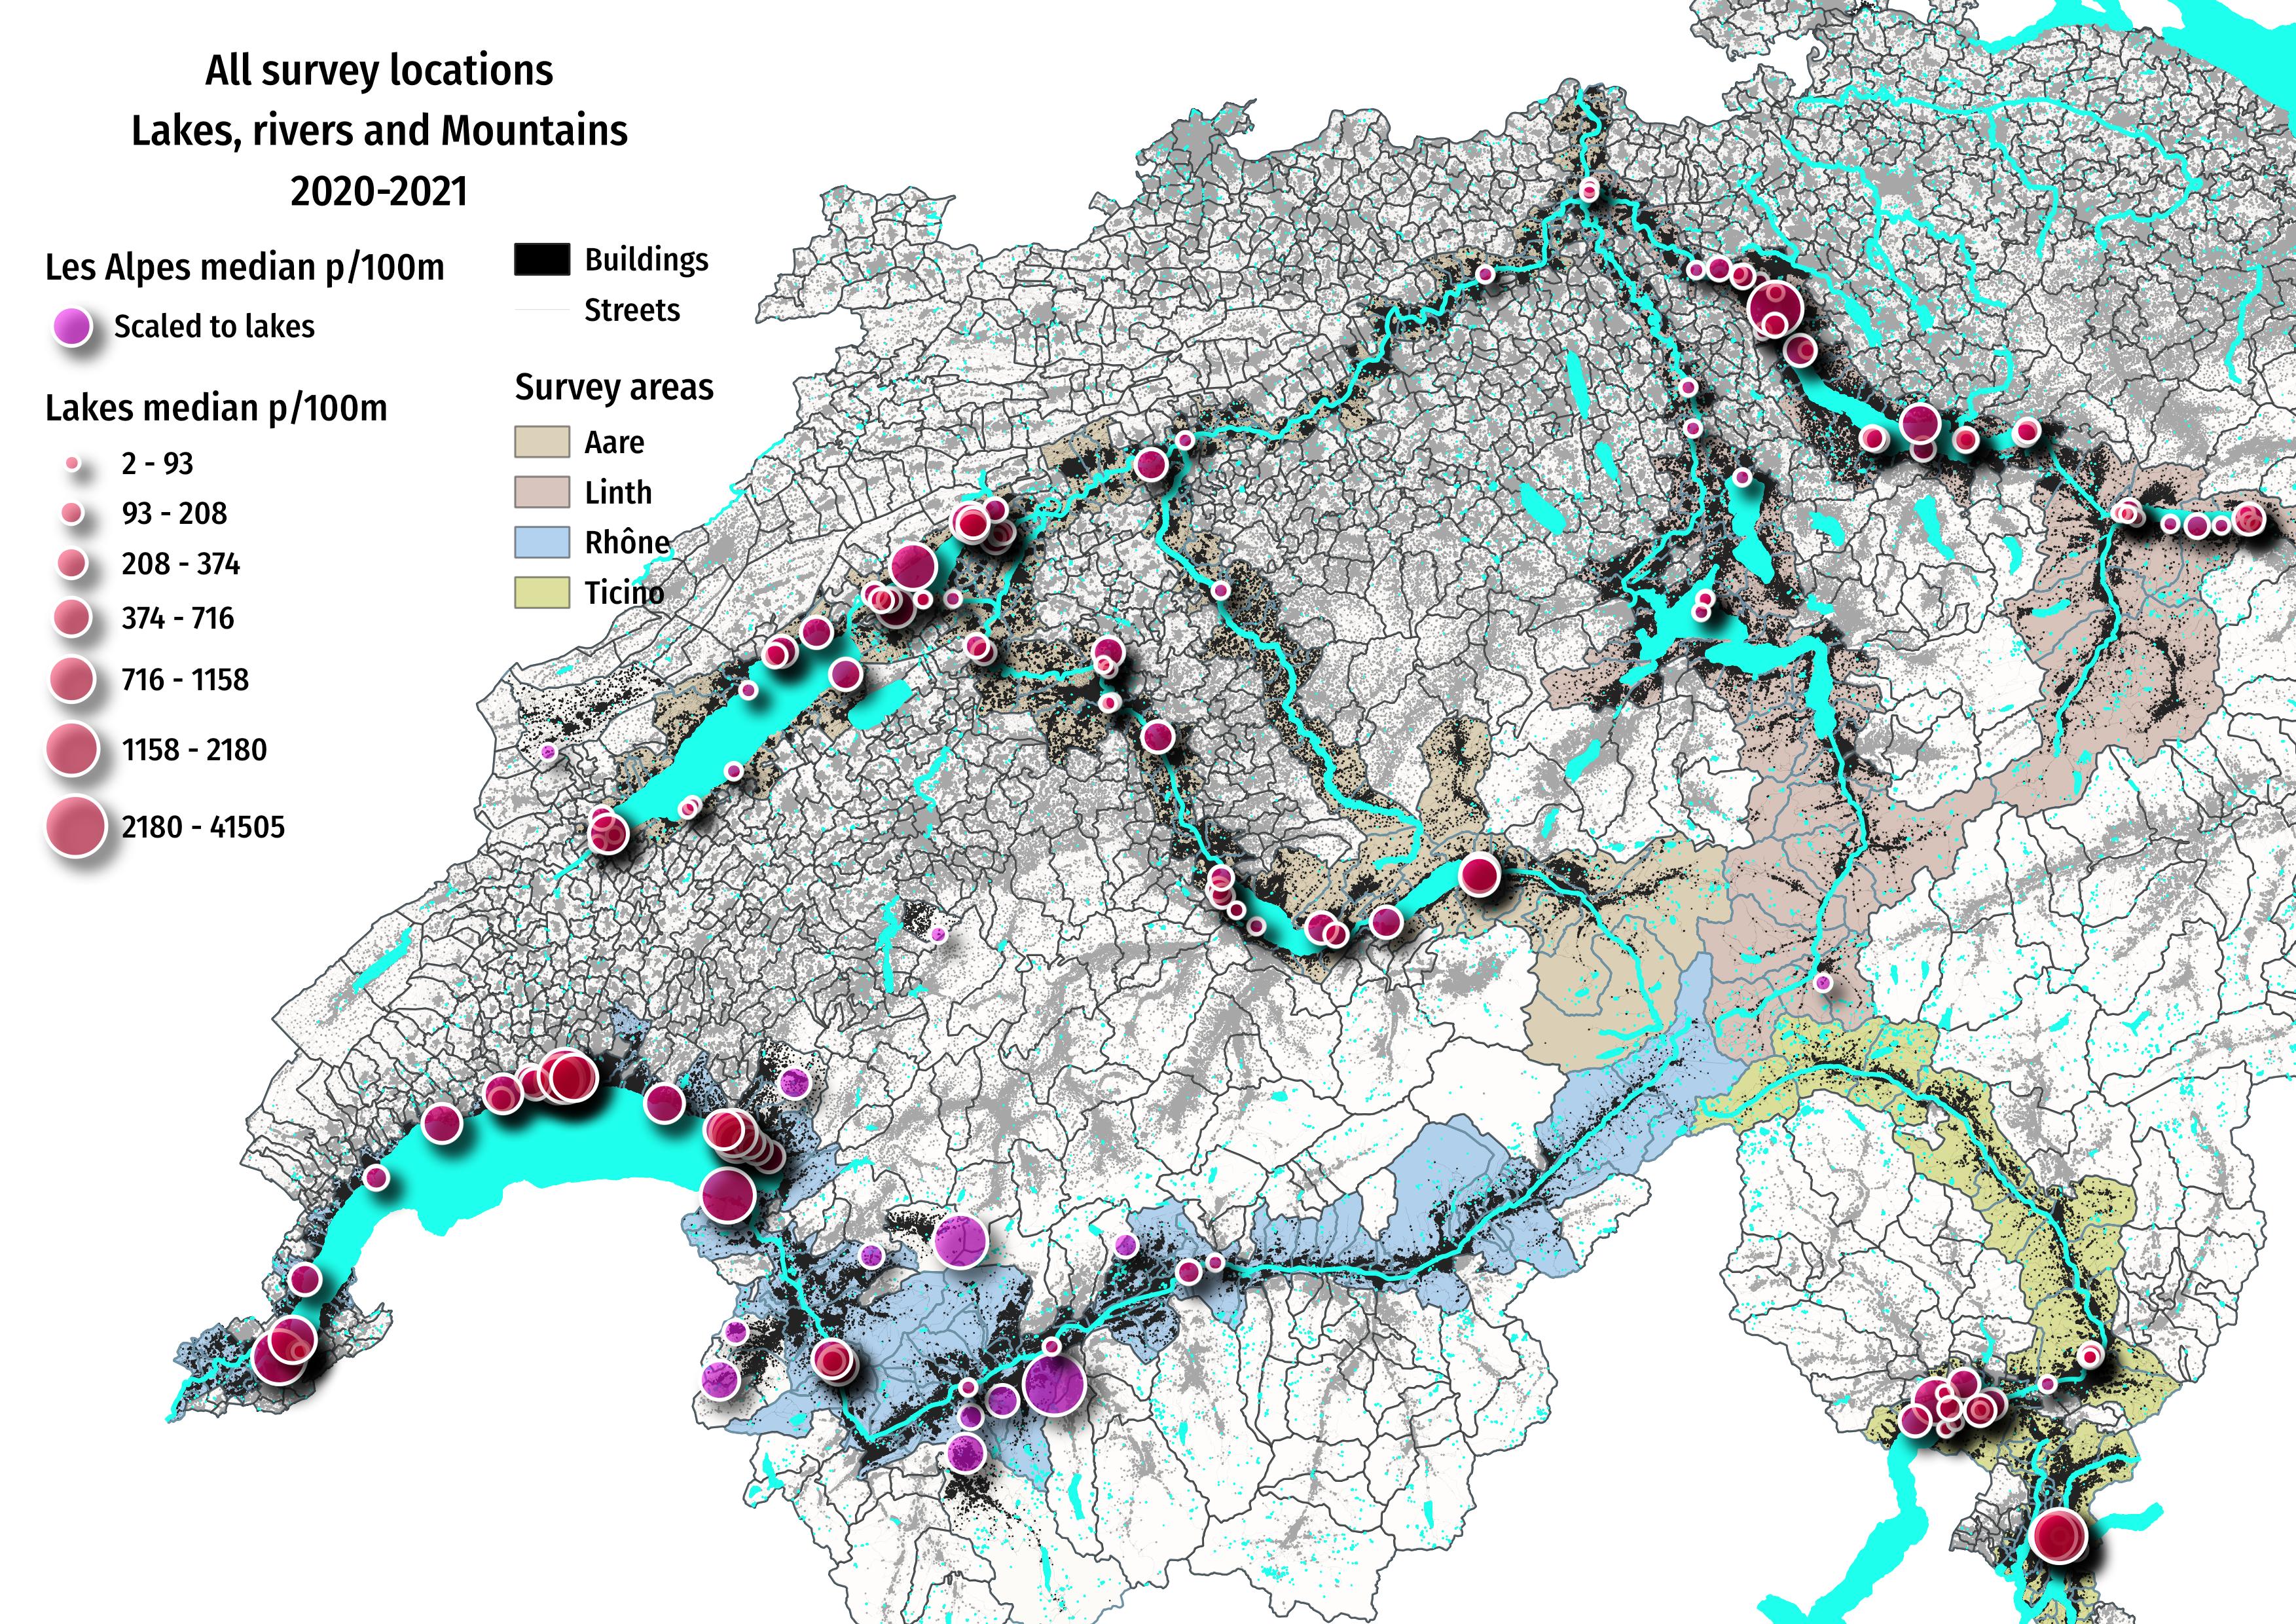 All survey locations
Lakes, rivers and Mountains
2020-2021
Les Alpes median p/100m
Scaled to lakes
Lakes median p/100m
2 - 93
93 - 208
208 - 374
374 - 716
716 - 1158
1158 - 2180
2180 - 41505
Buildings
Streets
Survey areas
Aare
Linth
Rhône
Ticino